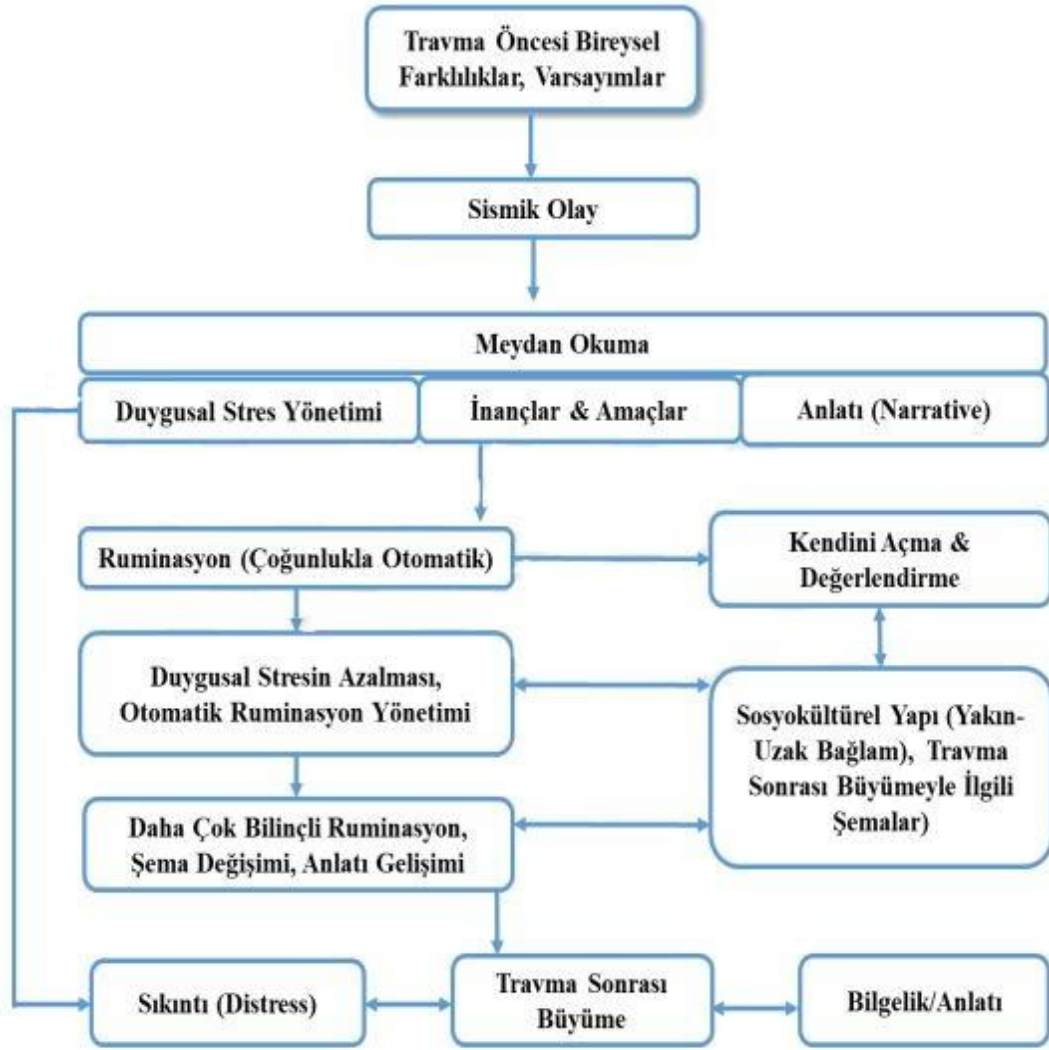 Travma Öncesi Bireysel
Farklılıklar, Varsayımlar
Sismik Olay
Meydan Okuma
Duygusal Stres Yönetimi
İnançlar & Amaçlar
Anlatı (Narrative)
Ruminasyon (Çoğunlukla Otomatik)
Kendini Açma &
Değerlendirme
Duygusal Stresin Azalması,
Otomatik Ruminasyon Yönetimi
Sosyokültürel Yapı (Yakın-
Uzak Bağlam), Travma
Sonrası Büyümeyle İlgili
Şemalar)
Daha Çok Bilinçli Ruminasyon,
Şema Değişimi, Anlatı Gelişimi
Sıkıntı (Distress)
Travma Sonrası
Büyüme
Bilgelik/Anlatı